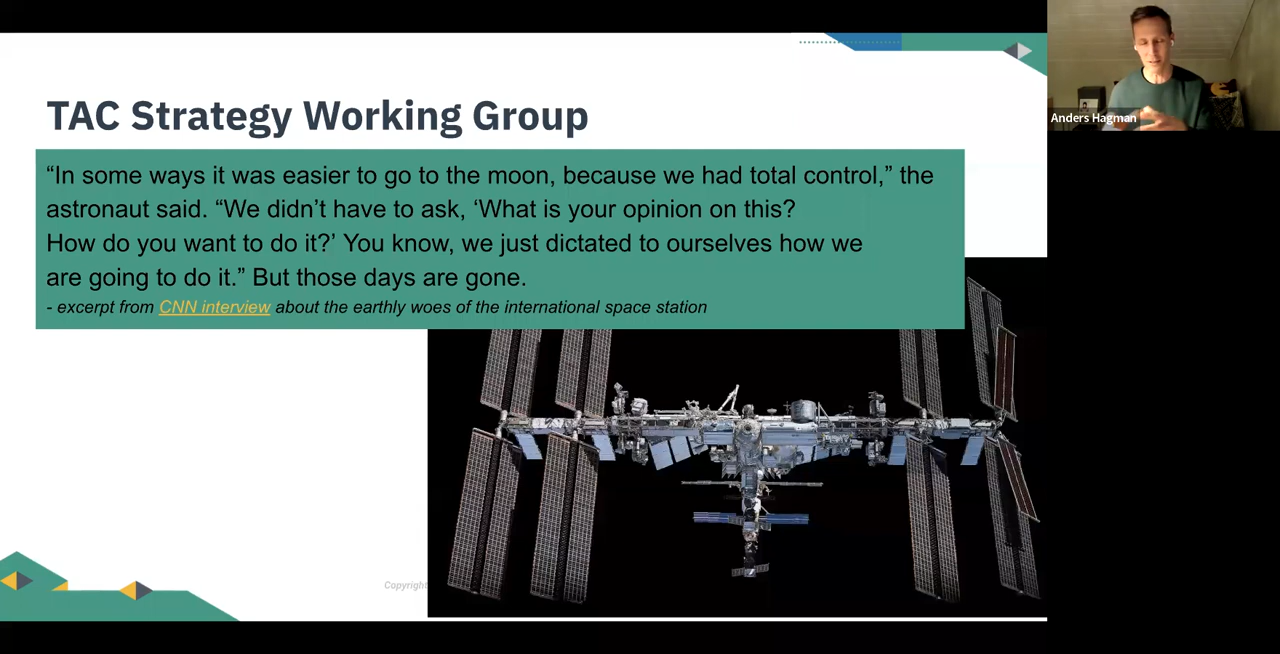 TAC Strategy Working Group
“In some ways it was easier to go to the moon, because we had total control,” the
astronaut said. “We didn’t have to ask, ‘What is your opinion on this?
How do you want to do it?’ You know, we just dictated to ourselves how we
are going to do it.” But those days are gone.
- excerpt from CNN interview about the earthly woes of the international space station
Copyright
Anders Hagman